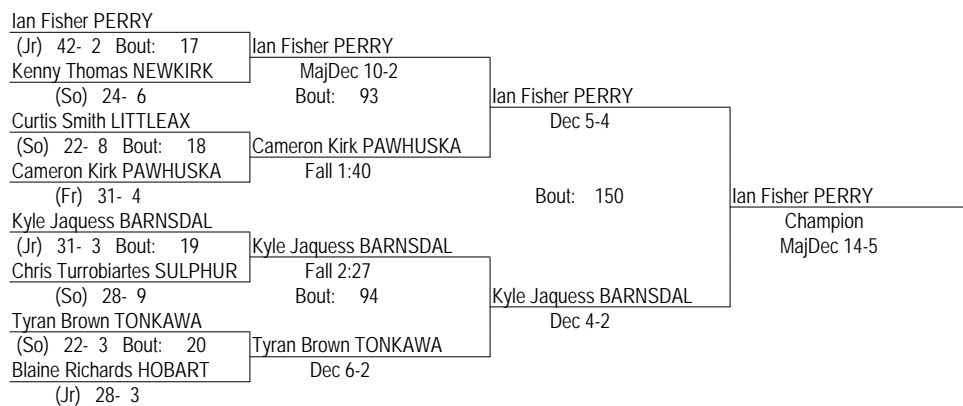 Ian Fisher PERRY
(Jr) 42- 2 Bout: 17
Kenny Thomas NEWKIRK
(So) 24- 6
Curtis Smith LITTLEAX
(So) 22- 8 Bout: 18
Cameron Kirk PAWHUSKA
(Fr) 31- 4
Kyle Jaquess BARNSDAL
(Jr) 31- 3 Bout: 19
Chris Turrobiartes SULPHUR
(So) 28- 9
Tyran Brown TONKAWA
(So) 22- 3 Bout: 20
Blaine Richards HOBART
(Jr) 28- 3
Ian Fisher PERRY
MajDec 10-2
Bout: 93
Cameron Kirk PAWHUSKA
Fall 1:40
Kyle Jaquess BARNSDAL
Fall 2:27
Bout: 94
Tyran Brown TONKAWA
Dec 6-2
Ian Fisher PERRY
Dec 5-4
Bout: 150
Kyle Jaquess BARNSDAL
Dec 4-2
Ian Fisher PERRY
Champion
MajDec 14-5